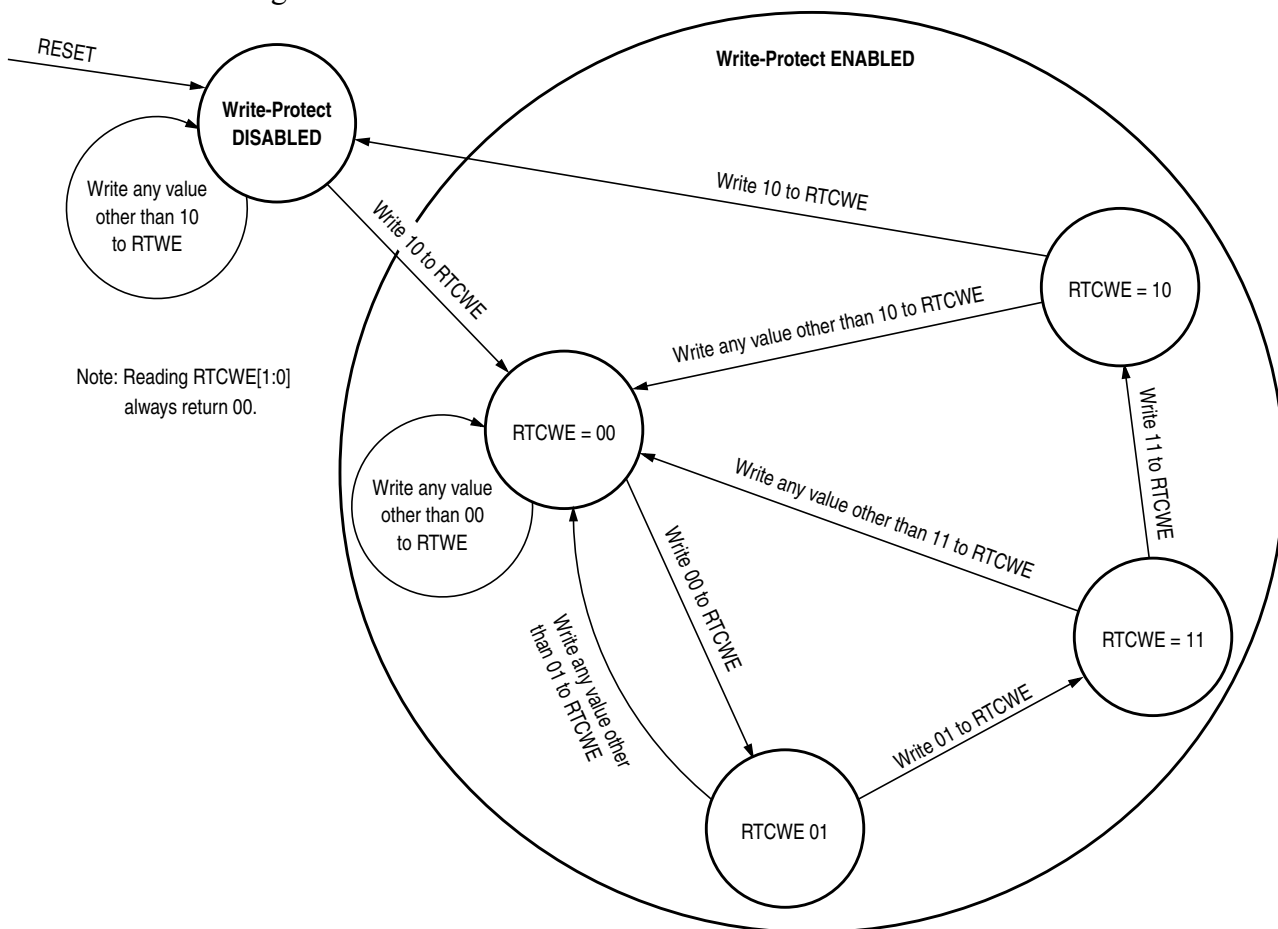 RESET
Write-Protect
DISABLED
Write-Protect ENABLED
Write any value
other than 10
to RTWE
Write 10 to RTCWE
Write 10 to RTCWE
RTCWE = 10
Write any value other than 10 to RTCWE
Note: Reading RTCWE[1:0]
always return 00.
RTCWE = 00
Write 11 to RTCWE
Write any value
other than 00
to RTWE
Write any value other than 11 to RTCWE
Write 00 to RTCWE
Write any value other
than 01 to RTCWE
RTCWE = 11
Write 01 to RTCWE
RTCWE 01